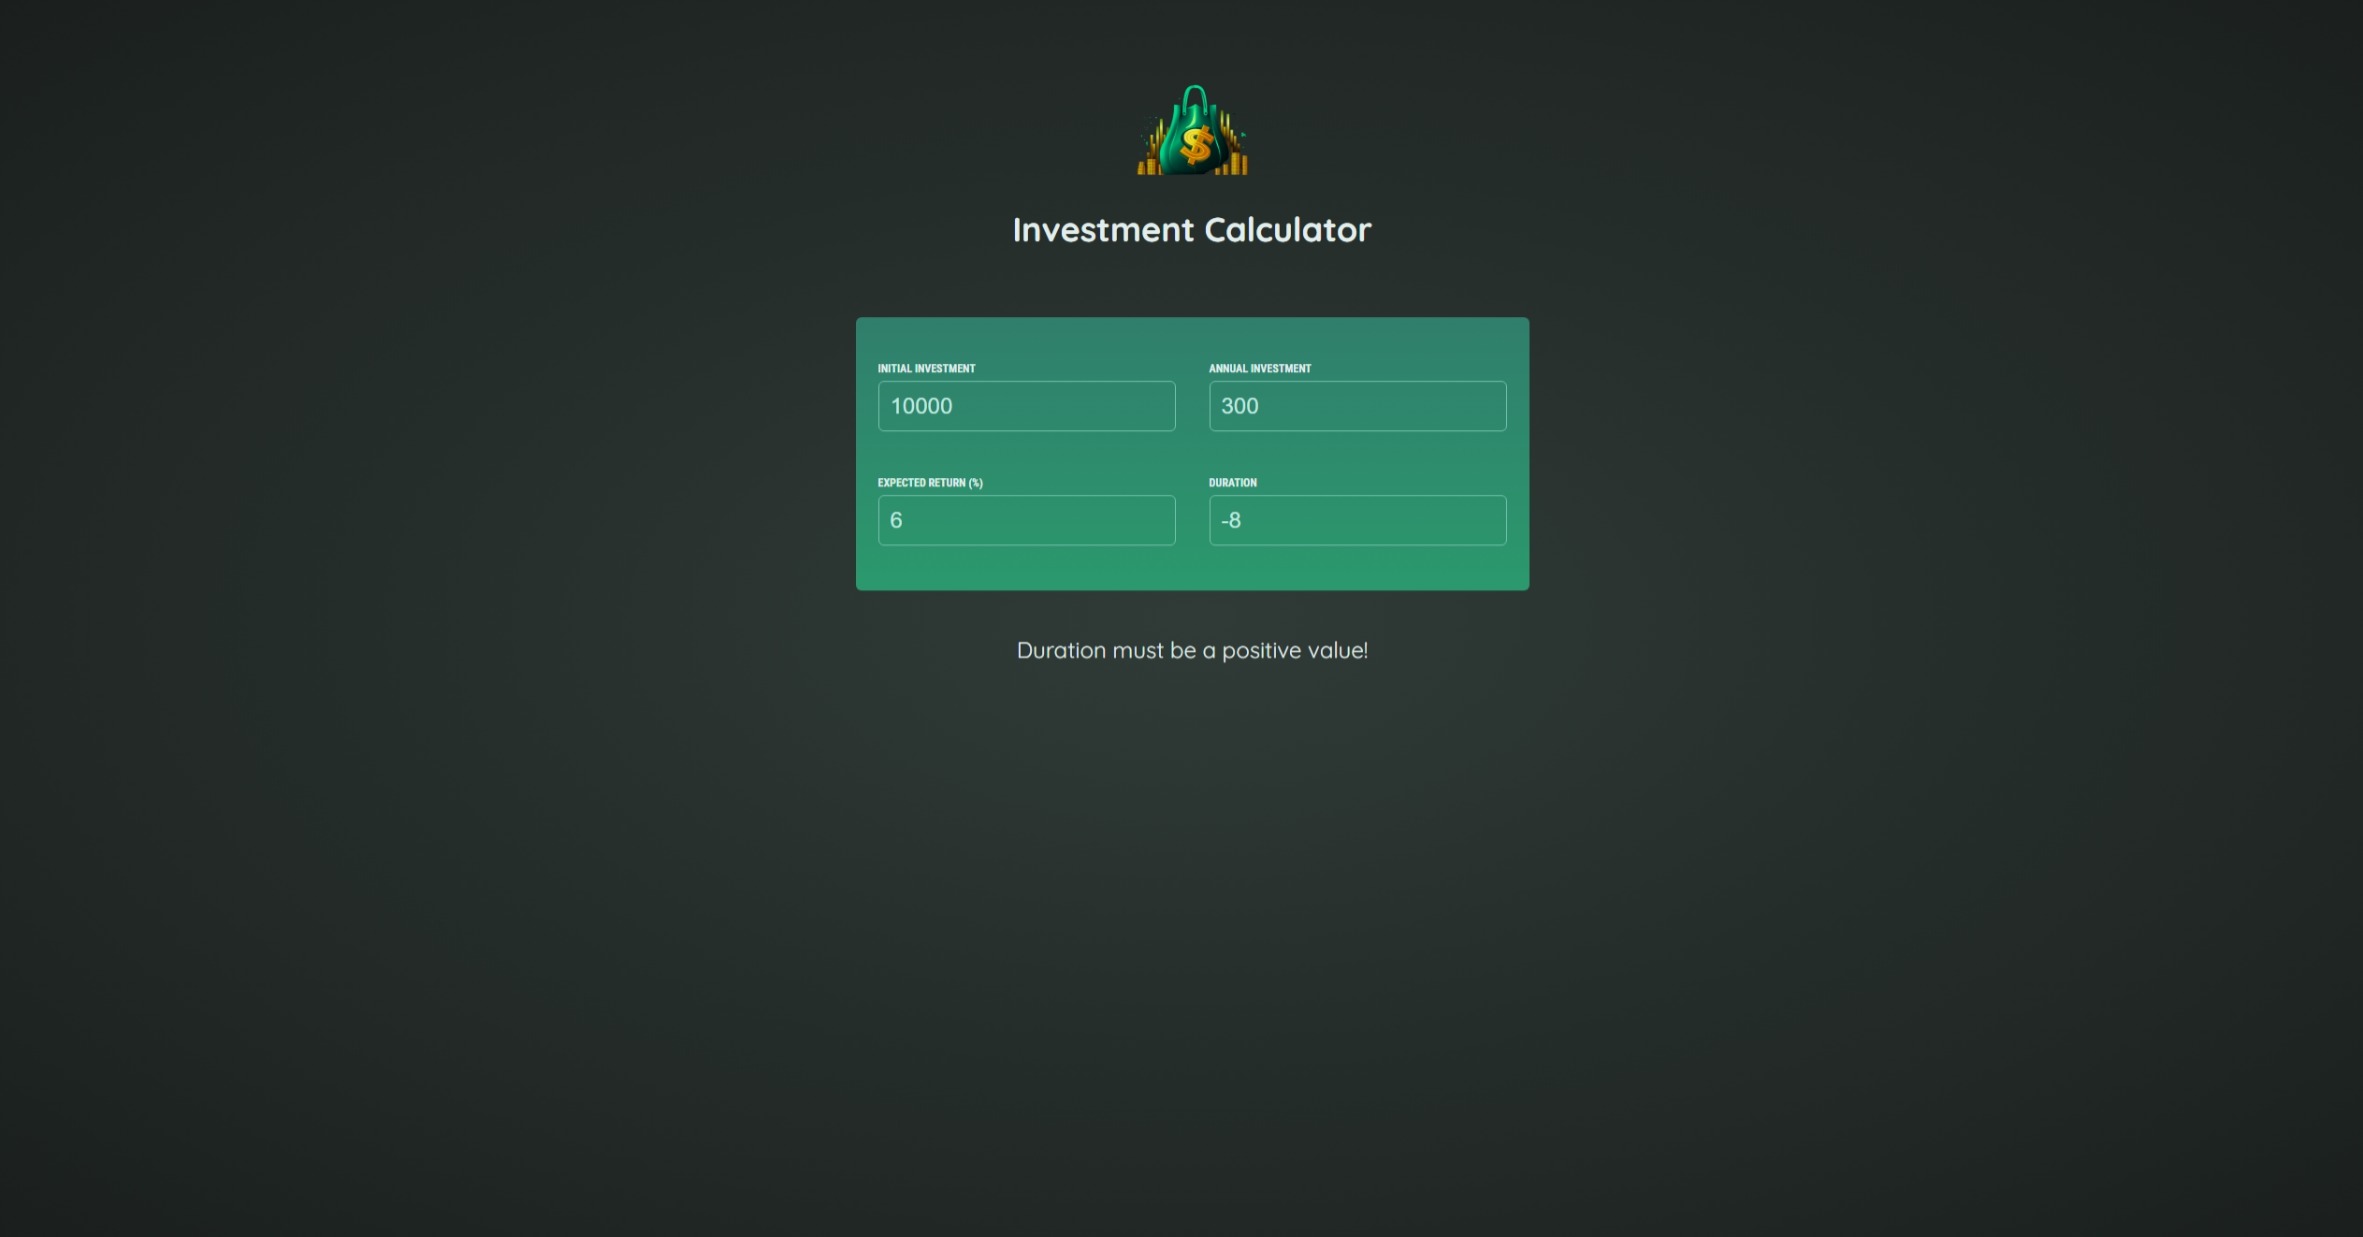 $
Investment Calculator
INITIAL INVESTMENT
ANNUAL INVESTMENT
10000
300
EXPECTED RETURN (%)
DURATION
6
-8
Duration must be a positive value!